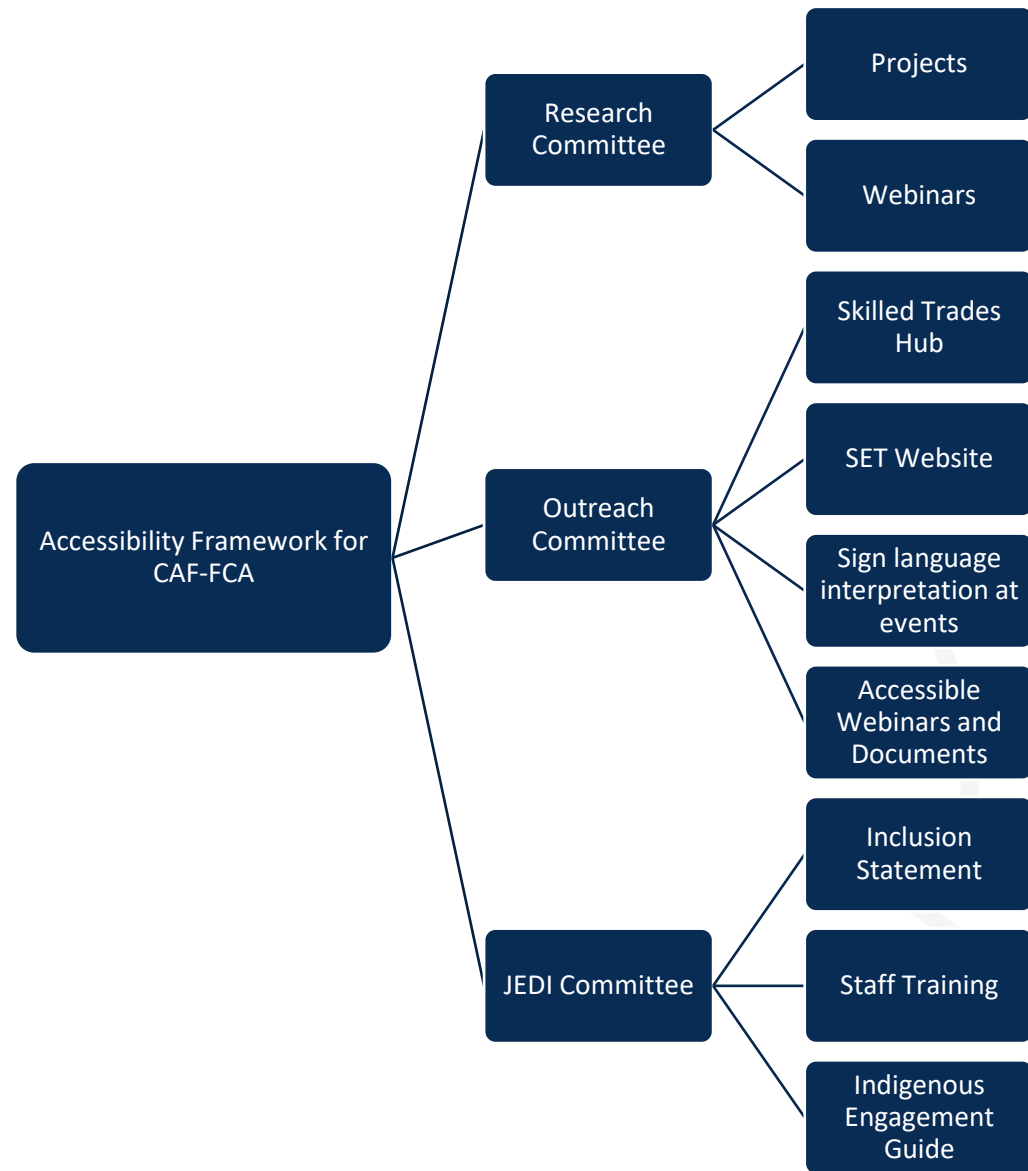 Accessibility Framework for
CAF-FCA
Research
Committee
Projects
Webinars
Outreach
Committee
Skilled Trades
Hub
SET Website
Sign language
interpretation at
events
Accessible
Webinars and
Documents
JEDI Committee
Inclusion
Statement
Staff Training
Indigenous
Engagement
Guide